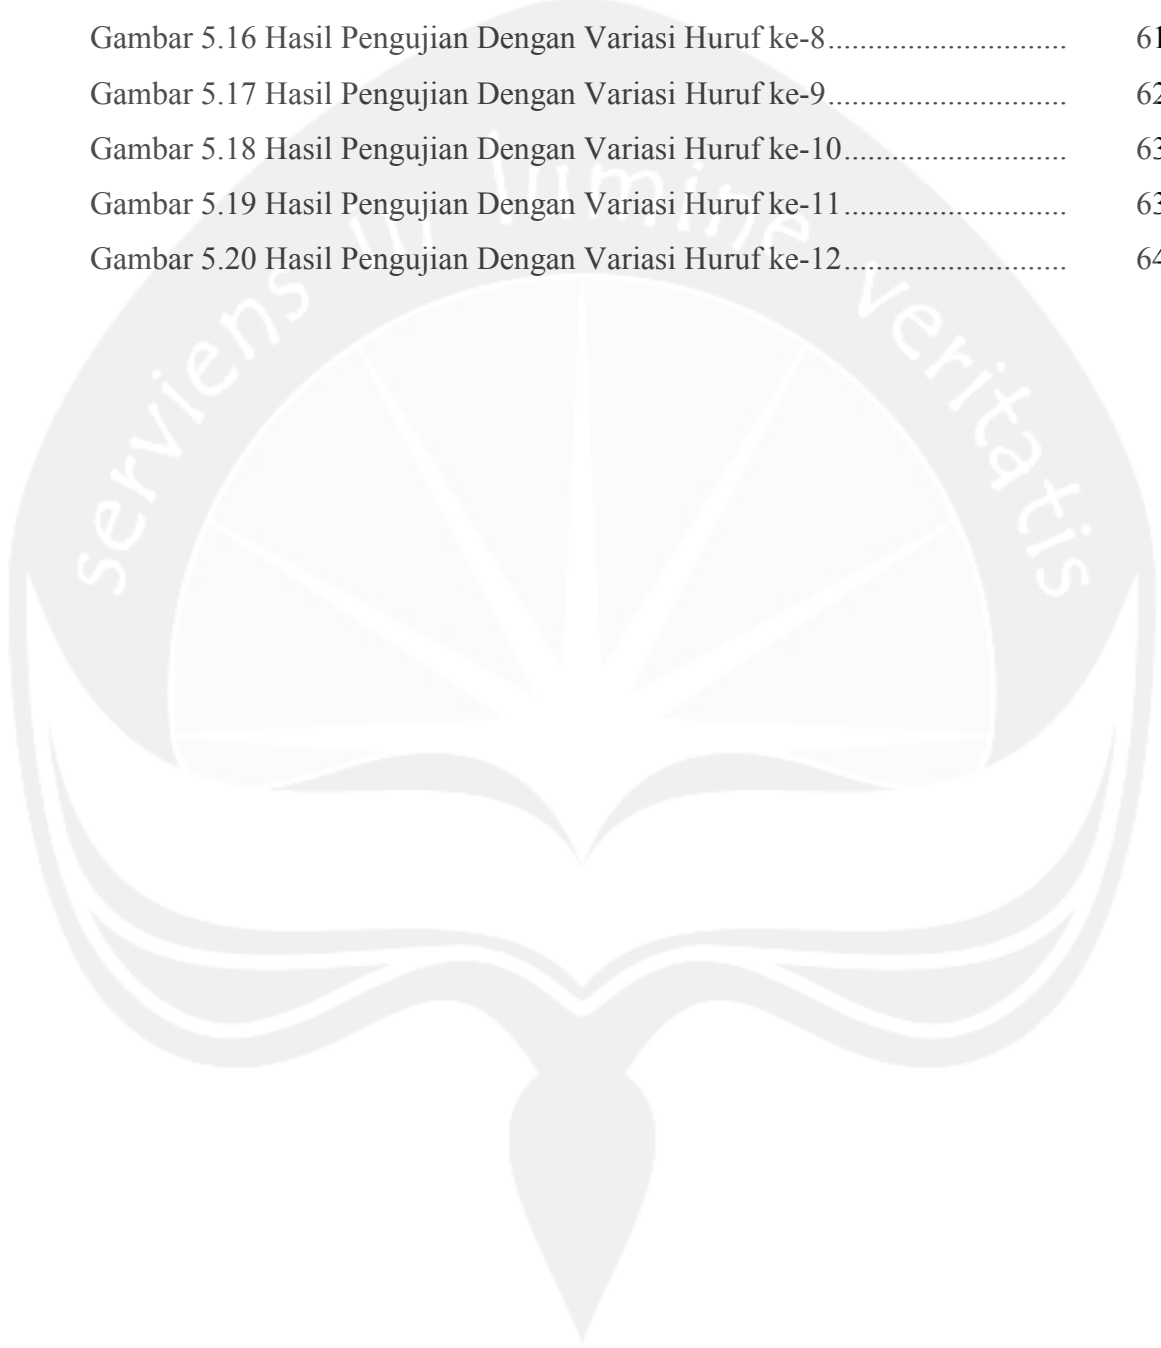 Gambar 5.16 Hasil Pengujian Dengan Variasi Huruf ke-8............................ 61
Gambar 5.17 Hasil Pengujian Dengan Variasi Huruf ke-9............................ 62
Gambar 5.18 Hasil Pengujian Dengan Variasi Huruf ke-10.......................... 63
Gambar 5.19 Hasil Pengujian Dengan Variasi Huruf ke-11.......................... 63
Gambar 5.20 Hasil Pengujian Dengan Variasi Huruf ke-12.......................... 64
serviens in lumine veritatis